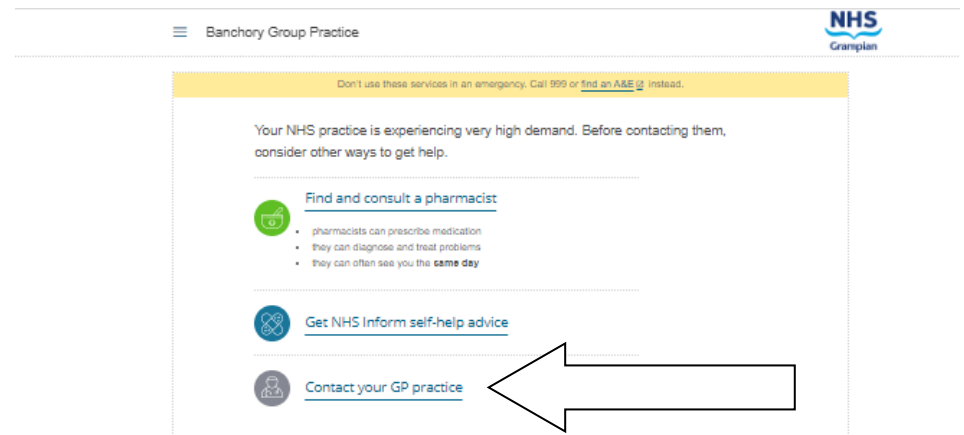 Banchory Group Practice
NHS
Grampian
Don't use these services in an emergency. Call 999 or find an A&E instead.
Your NHS practice is experiencing very high demand. Before contacting them,
consider other ways to get help.
Find and consult a pharmacist
pharmacists can prescribe medication
they can diagnose and treat problems
they can often see you the same day
Get NHS Inform self-help advice
Contact your GP practice